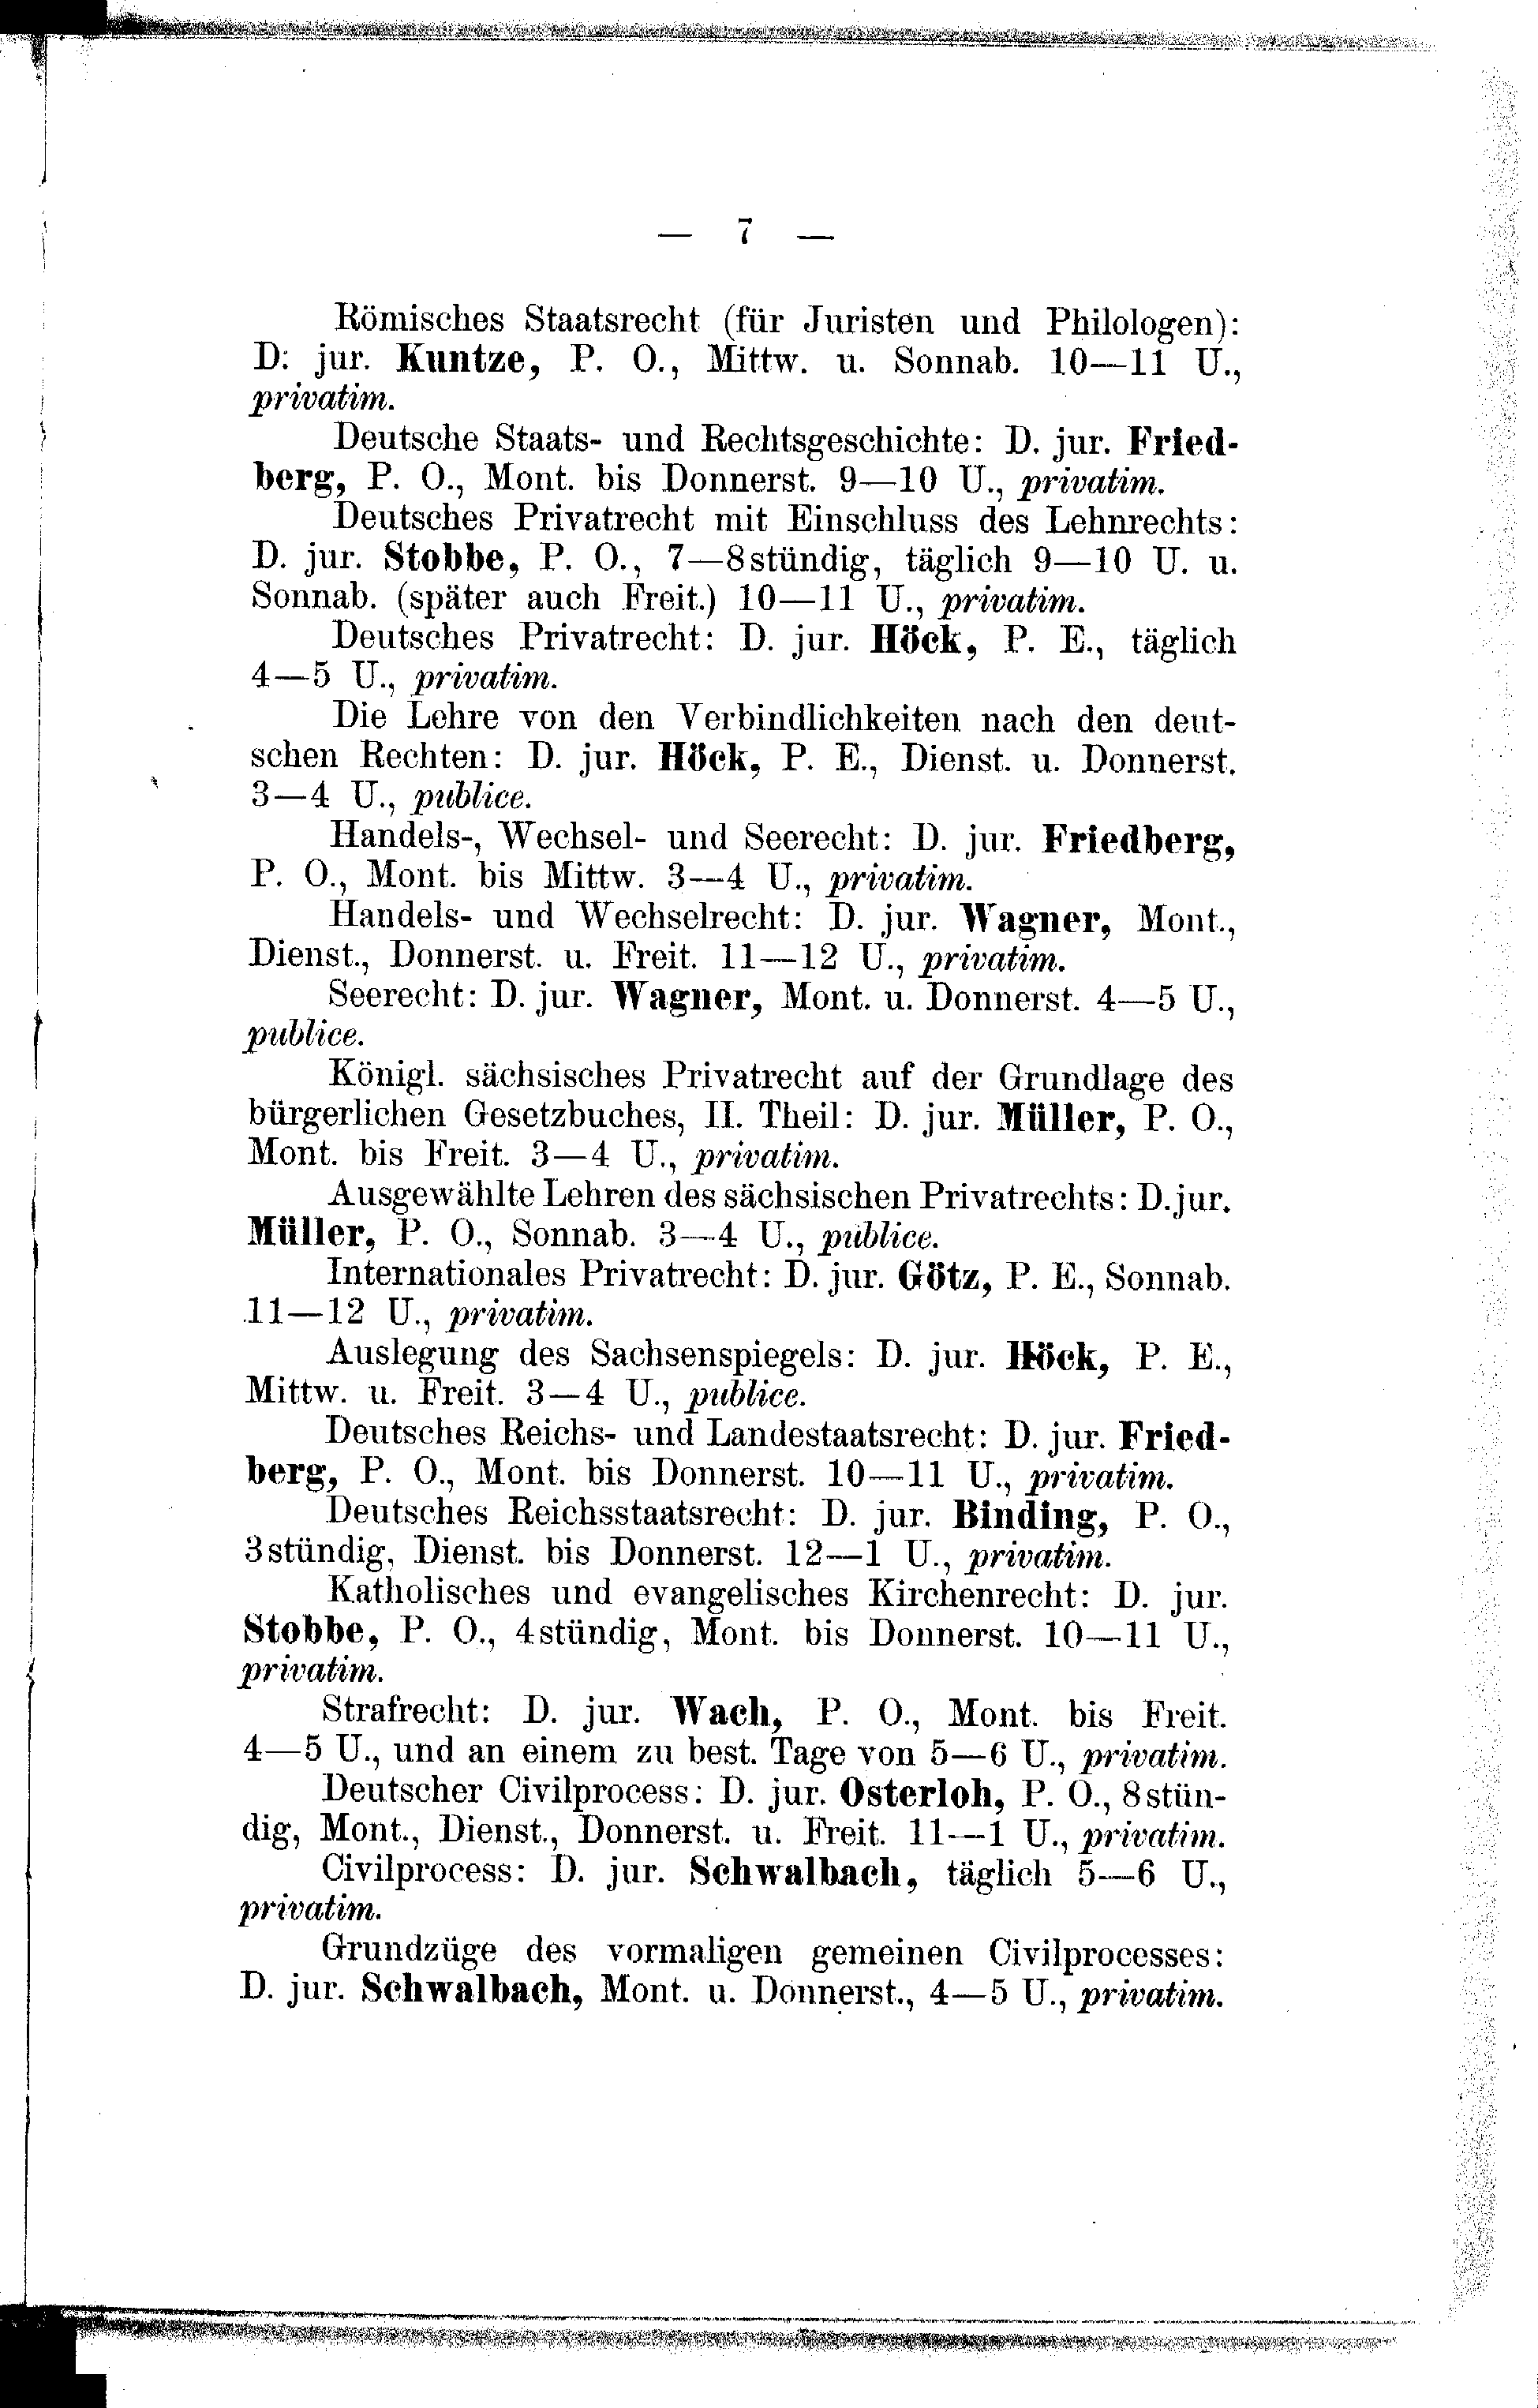 — 7 —
Römisches Staatsrecht (für Juristen und Philologen):
D: jur. Kuntze, P. O., Mittw. u. Sonnab. 10—11 U.,
privatim.
Deutsche Staats- und Rechtsgeschichte: D. jur. Fried-
berg, P. O., Mont. bis Donnerst. 9—10 U., privatim.
Deutsches Privatrecht mit Einschluss des Lehnrechts:
D. jur. Stobbe, P. O., 7—8stündig, täglich 9—10 U. u.
Sonnab. (später auch Freit.) 10—11 U., privatim.
Deutsches Privatrecht: D. jur. Höck, P. E., täglich
4—5 U., privatim.
Die Lehre von den Verbindlichkeiten nach den deut-
schen Rechten: D. jur. Höck, P. E., Dienst. u. Donnerst.
3—4 U., publice.
Handels-, Wechsel- und Seerecht: D. jur. Friedberg,
P. O., Mont. bis Mittw. 3—4 U., privatim.
Handels- und Wechselrecht: D. jur. Wagner, Mont.,
Dienst., Donnerst. u. Freit. 11—12 U., privatim.
Seerecht: D. jur. Wagner, Mont. u. Donnerst. 4—5 U.,
publice.
Königl. sächsisches Privatrecht auf der Grundlage des
bürgerlichen Gesetzbuches, II. Theil: D. jur. Müller, P. O.,
Mont. bis Freit. 3—4 U., privatim.
Ausgewählte Lehren des sächsischen Privatrechts: D. jur.
Müller, P. O., Sonnab. 3—4 U., publice.
Internationales Privatrecht: D. jur. Götz, P. E., Sonnab.
11—12 U., privatim.
Auslegung des Sachsenspiegels: D. jur. Höck, P. E.,
Mittw. u. Freit. 3—4 U., publice.
Deutsches Reichs- und Landestaatsrecht: D. jur. Fried-
berg, P. O., Mont. bis Donnerst. 10—11 U., privatim.
Deutsches Reichsstaatsrecht: D. jur. Binding, P. O.,
3stündig, Dienst. bis Donnerst. 12—1 U., privatim.
Katholisches und evangelisches Kirchenrecht: D. jur.
Stobbe, P. O., 4stündig, Mont. bis Donnerst. 10—11 U.,
privatim.
Strafrecht: D. jur. Wach, P. O., Mont. bis Freit.
4—5 U., und an einem zu best. Tage von 5—6 U., privatim.
Deutscher Civilprocess: D. jur. Osterloh, P. O., 8stün-
dig, Mont., Dienst., Donnerst. u. Freit. 11—1 U., privatim.
Civilprocess: D. jur. Schwalbach, täglich 5—6 U.,
privatim.
Grundzüge des vormaligen gemeinen Civilprocesses:
D. jur. Schwalbach, Mont. u. Donnerst., 4—5 U., privatim.